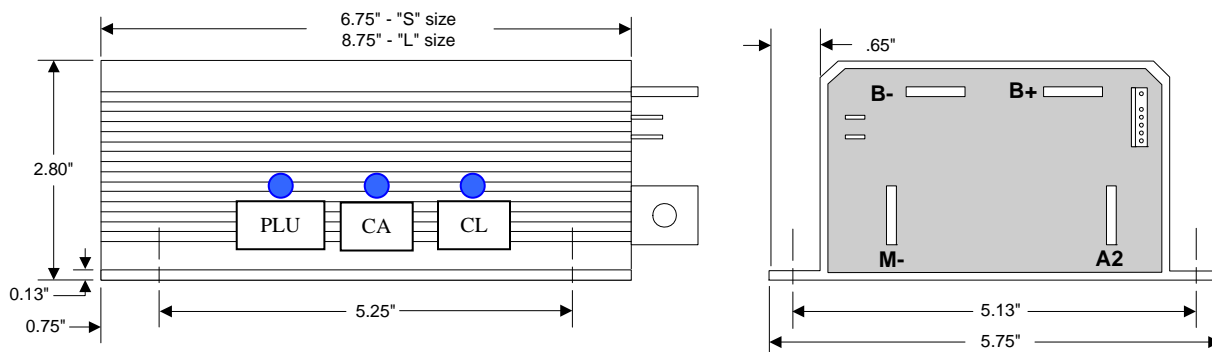 6.75" - "S" size
8.75" - "L" size
.65"
B-
B+
2.80"
PLU
CA
CL
M-
A2
0.13"
0.75"
5.25"
5.13"
5.75"